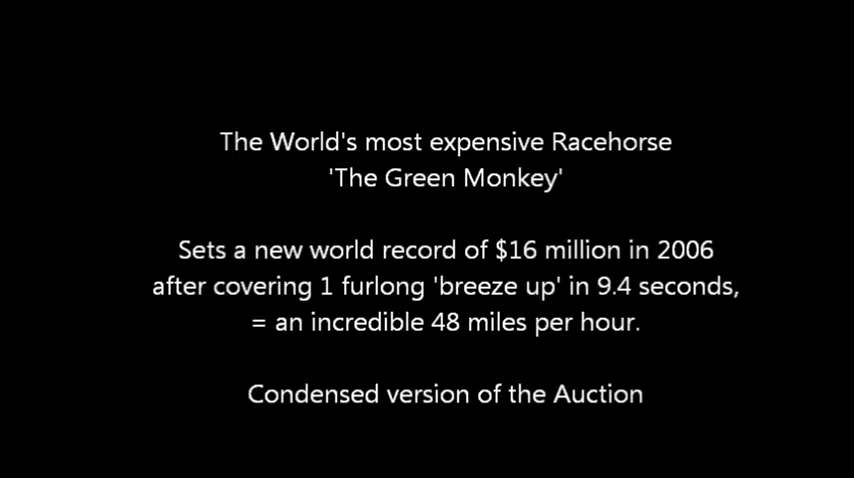 The World's most expensive Racehorse
'The Green Monkey'
Sets a new world record of $16 million in 2006
after covering 1 furlong 'breeze up' in 9.4 seconds,
= an incredible 48 miles per hour.
Condensed version of the Auction